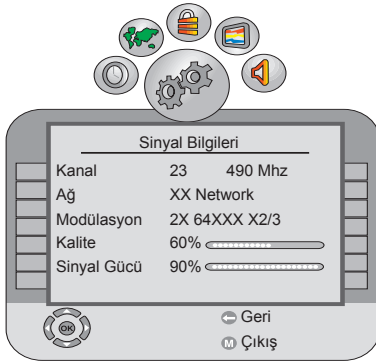 Sinyal Bilgileri
Kanal 23 490 Mhz
Ağ XX Network
Modülasyon 2X 64XXX X2/3
Kalite 60%
Sinyal Gücü 90%
OK
Geri
M Çıkış